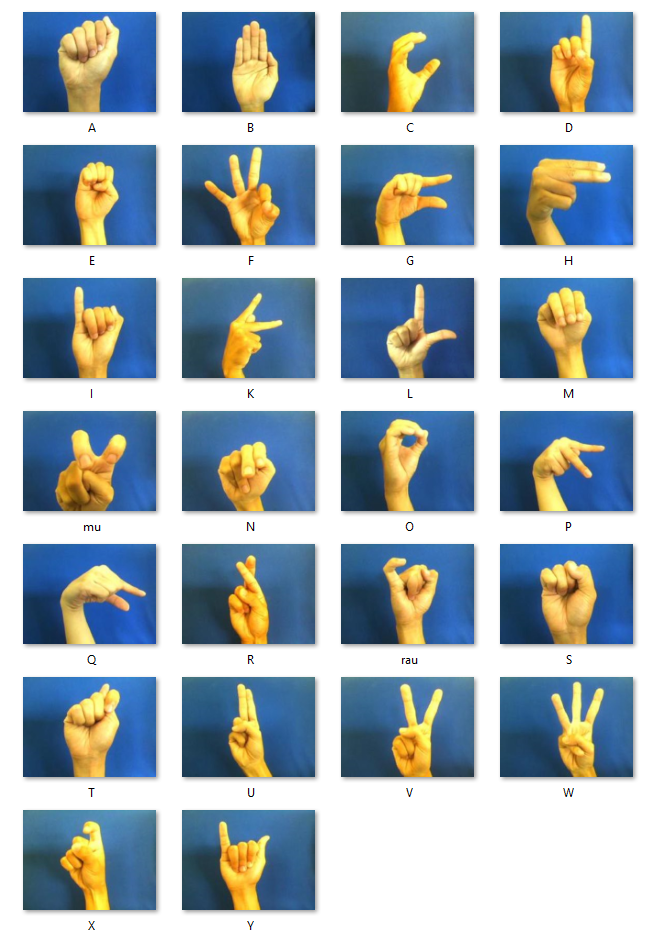 A B C D
E F G H
I K L M
mu N O P
Q R rau S
T U V W
X Y